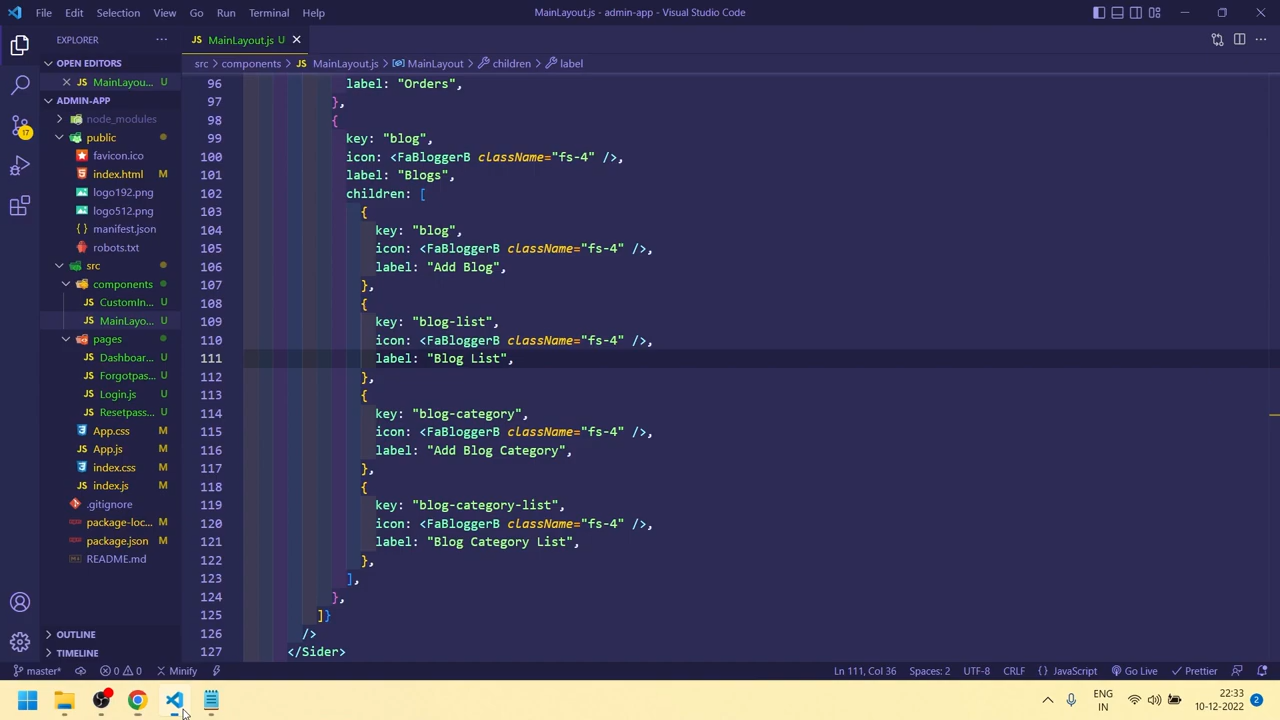 File Edit Selection View Go Run Terminal Help MainLayout.js - admin-app - Visual Studio Code
EXPLORER
MainLayout.js U
OPEN EDITORS
src components MainLayout.js MainLayout children label
MainLayou... U
ADMIN-APP
node_modules
public
favicon.ico
index.html M
logo192.png
logo512.png
manifest.json
robots.txt
src
components
CustomIn... U
MainLayo... U
pages
Dashboar... U
Forgotpas... U
Login.js U
Resetpass... U
App.css M
App.js M
index.css M
index.js M
.gitignore
package-loc... M
package.json M
README.md
OUTLINE
TIMELINE
17
96 label: "Orders",
97 },
98 {
99 key: "blog",
100 icon: <FaBloggerB className="fs-4" />,
101 label: "Blogs",
102 children: [
103 {
104 key: "blog",
105 icon: <FaBloggerB className="fs-4" />,
106 label: "Add Blog",
107 },
108 {
109 key: "blog-list",
110 icon: <FaBloggerB className="fs-4" />,
111 label: "Blog List",
112 },
113 {
114 key: "blog-category",
115 icon: <FaBloggerB className="fs-4" />,
116 label: "Add Blog Category",
117 },
118 {
119 key: "blog-category-list",
120 icon: <FaBloggerB className="fs-4" />,
121 label: "Blog Category List",
122 },
123 ],
124 },
125 ]}
126 />
127 </Sider>
master* 0 0 Minify Ln 111, Col 36 Spaces: 2 UTF-8 CRLF { } JavaScript Go Live Prettier
ENG
IN
22:33
10-12-2022
2